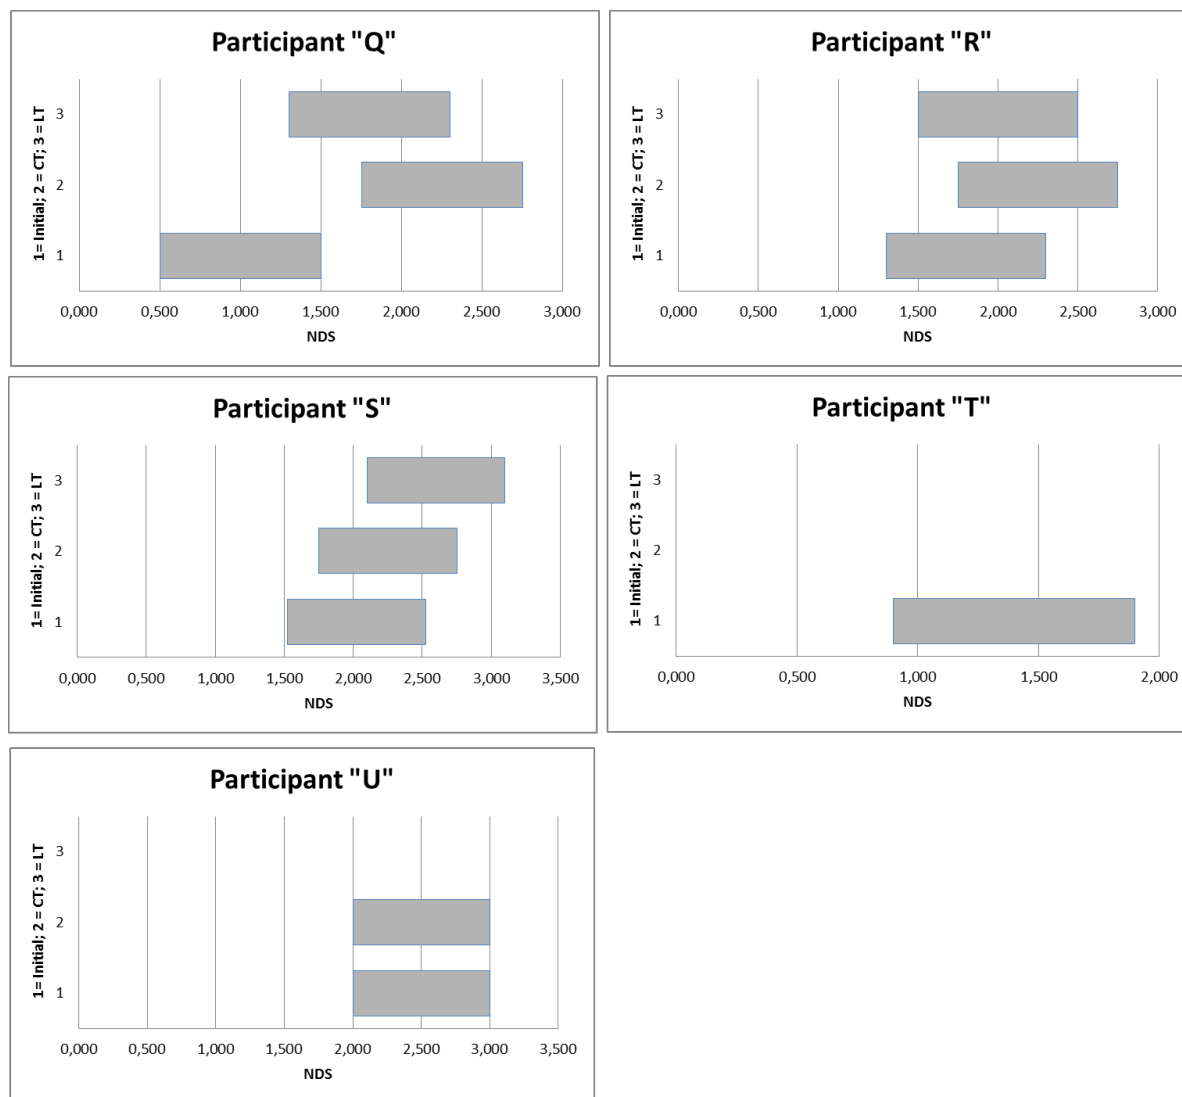 Participant "Q"
1= Initial; 2 = CT; 3 = LT
3
2
1
0,000 0,500 1,000 1,500 2,000 2,500 3,000
NDS
Participant "R"
1= Initial; 2 = CT; 3 = LT
3
2
1
0,000 0,500 1,000 1,500 2,000 2,500 3,000
NDS
Participant "S"
1= Initial; 2 = CT; 3 = LT
3
2
1
0,000 0,500 1,000 1,500 2,000 2,500 3,000 3,500
NDS
Participant "T"
1= Initial; 2 = CT; 3 = LT
3
2
1
0,000 0,500 1,000 1,500 2,000
NDS
Participant "U"
1= Initial; 2 = CT; 3 = LT
3
2
1
0,000 0,500 1,000 1,500 2,000 2,500 3,000 3,500
NDS